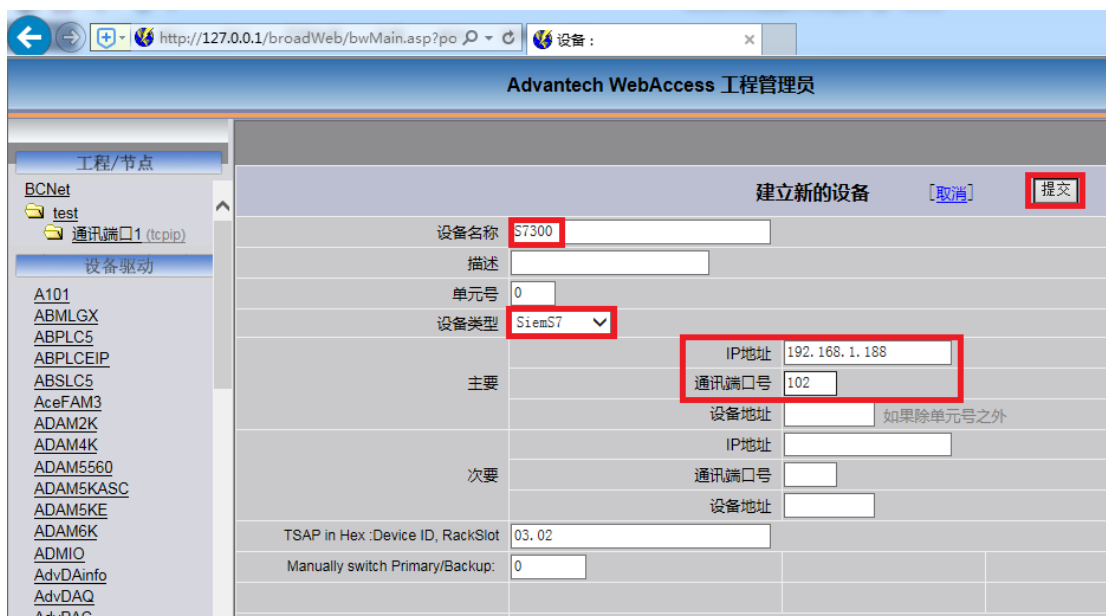 http://127.0.0.1/broadWeb/bwMain.asp?po
设备 :
Advantech WebAccess 工程管理员
工程/节点
BCNet
test
通讯端口1 (tcpip)
设备驱动
A101
ABMLGX
ABPLC5
ABPLCEIP
ABSLC5
AceFAM3
ADAM2K
ADAM4K
ADAM5560
ADAM5KASC
ADAM5KE
ADAM6K
ADMIO
AdvDAinfo
AdvDAQ
建立新的设备 [取消] 提交
设备名称 S7300
描述
单元号 0
设备类型 SiemS7
主要
IP地址 192.168.1.188
通讯端口号 102
设备地址 如果除单元号之外
次要
IP地址
通讯端口号
设备地址
TSAP in Hex :Device ID, RackSlot 03.02
Manually switch Primary/Backup: 0